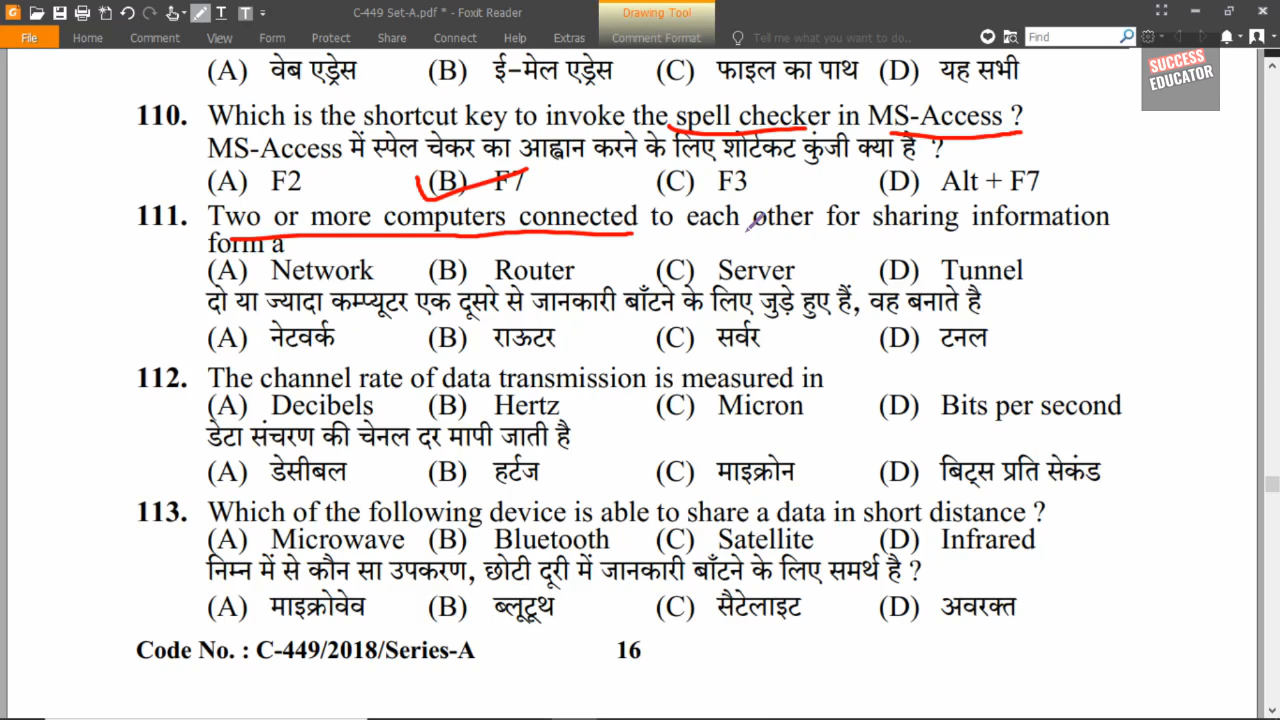 C-449 Set-A.pdf * - Foxit Reader
Drawing Tool
File Home Comment View Form Protect Share Connect Help Extras Comment Format Tell me what you want to do.. Find
SUCCESS
EDUCATOR
(A) वेब एड्रेस (B) ई-मेल एड्रेस (C) फाइल का पाथ (D) यह सभी
110. Which is the shortcut key to invoke the spell checker in MS-Access ?
MS-Access में स्पेल चेकर का आह्वान करने के लिए शॉर्टकट कुंजी क्या है ?
(A) F2 (B) F7 (C) F3 (D) Alt + F7
111. Two or more computers connected to each other for sharing information
form a
(A) Network (B) Router (C) Server (D) Tunnel
दो या ज्यादा कम्प्यूटर एक दूसरे से जानकारी बाँटने के लिए जुड़े हुए हैं, वह बनाते है
(A) नेटवर्क (B) राऊटर (C) सर्वर (D) टनल
112. The channel rate of data transmission is measured in
(A) Decibels (B) Hertz (C) Micron (D) Bits per second
डेटा संचरण की चेनल दर मापी जाती है
(A) डेसीबल (B) हर्टज (C) माइक्रोन (D) बिट्स प्रति सेकंड
113. Which of the following device is able to share a data in short distance ?
(A) Microwave (B) Bluetooth (C) Satellite (D) Infrared
निम्न में से कौन सा उपकरण, छोटी दूरी में जानकारी बाँटने के लिए समर्थ है ?
(A) माइक्रोवेव (B) ब्लूटूथ (C) सैटेलाइट (D) अवरक्त
Code No. : C-449/2018/Series-A 16